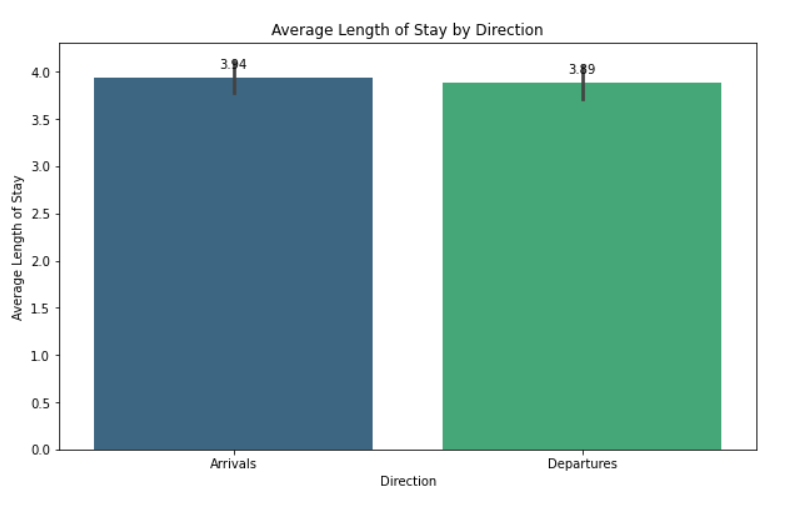 Average Length of Stay by Direction
Average Length of Stay
4.0
3.5
3.0
2.5
2.0
1.5
1.0
0.5
0.0
3.94
3.89
Arrivals
Departures
Direction